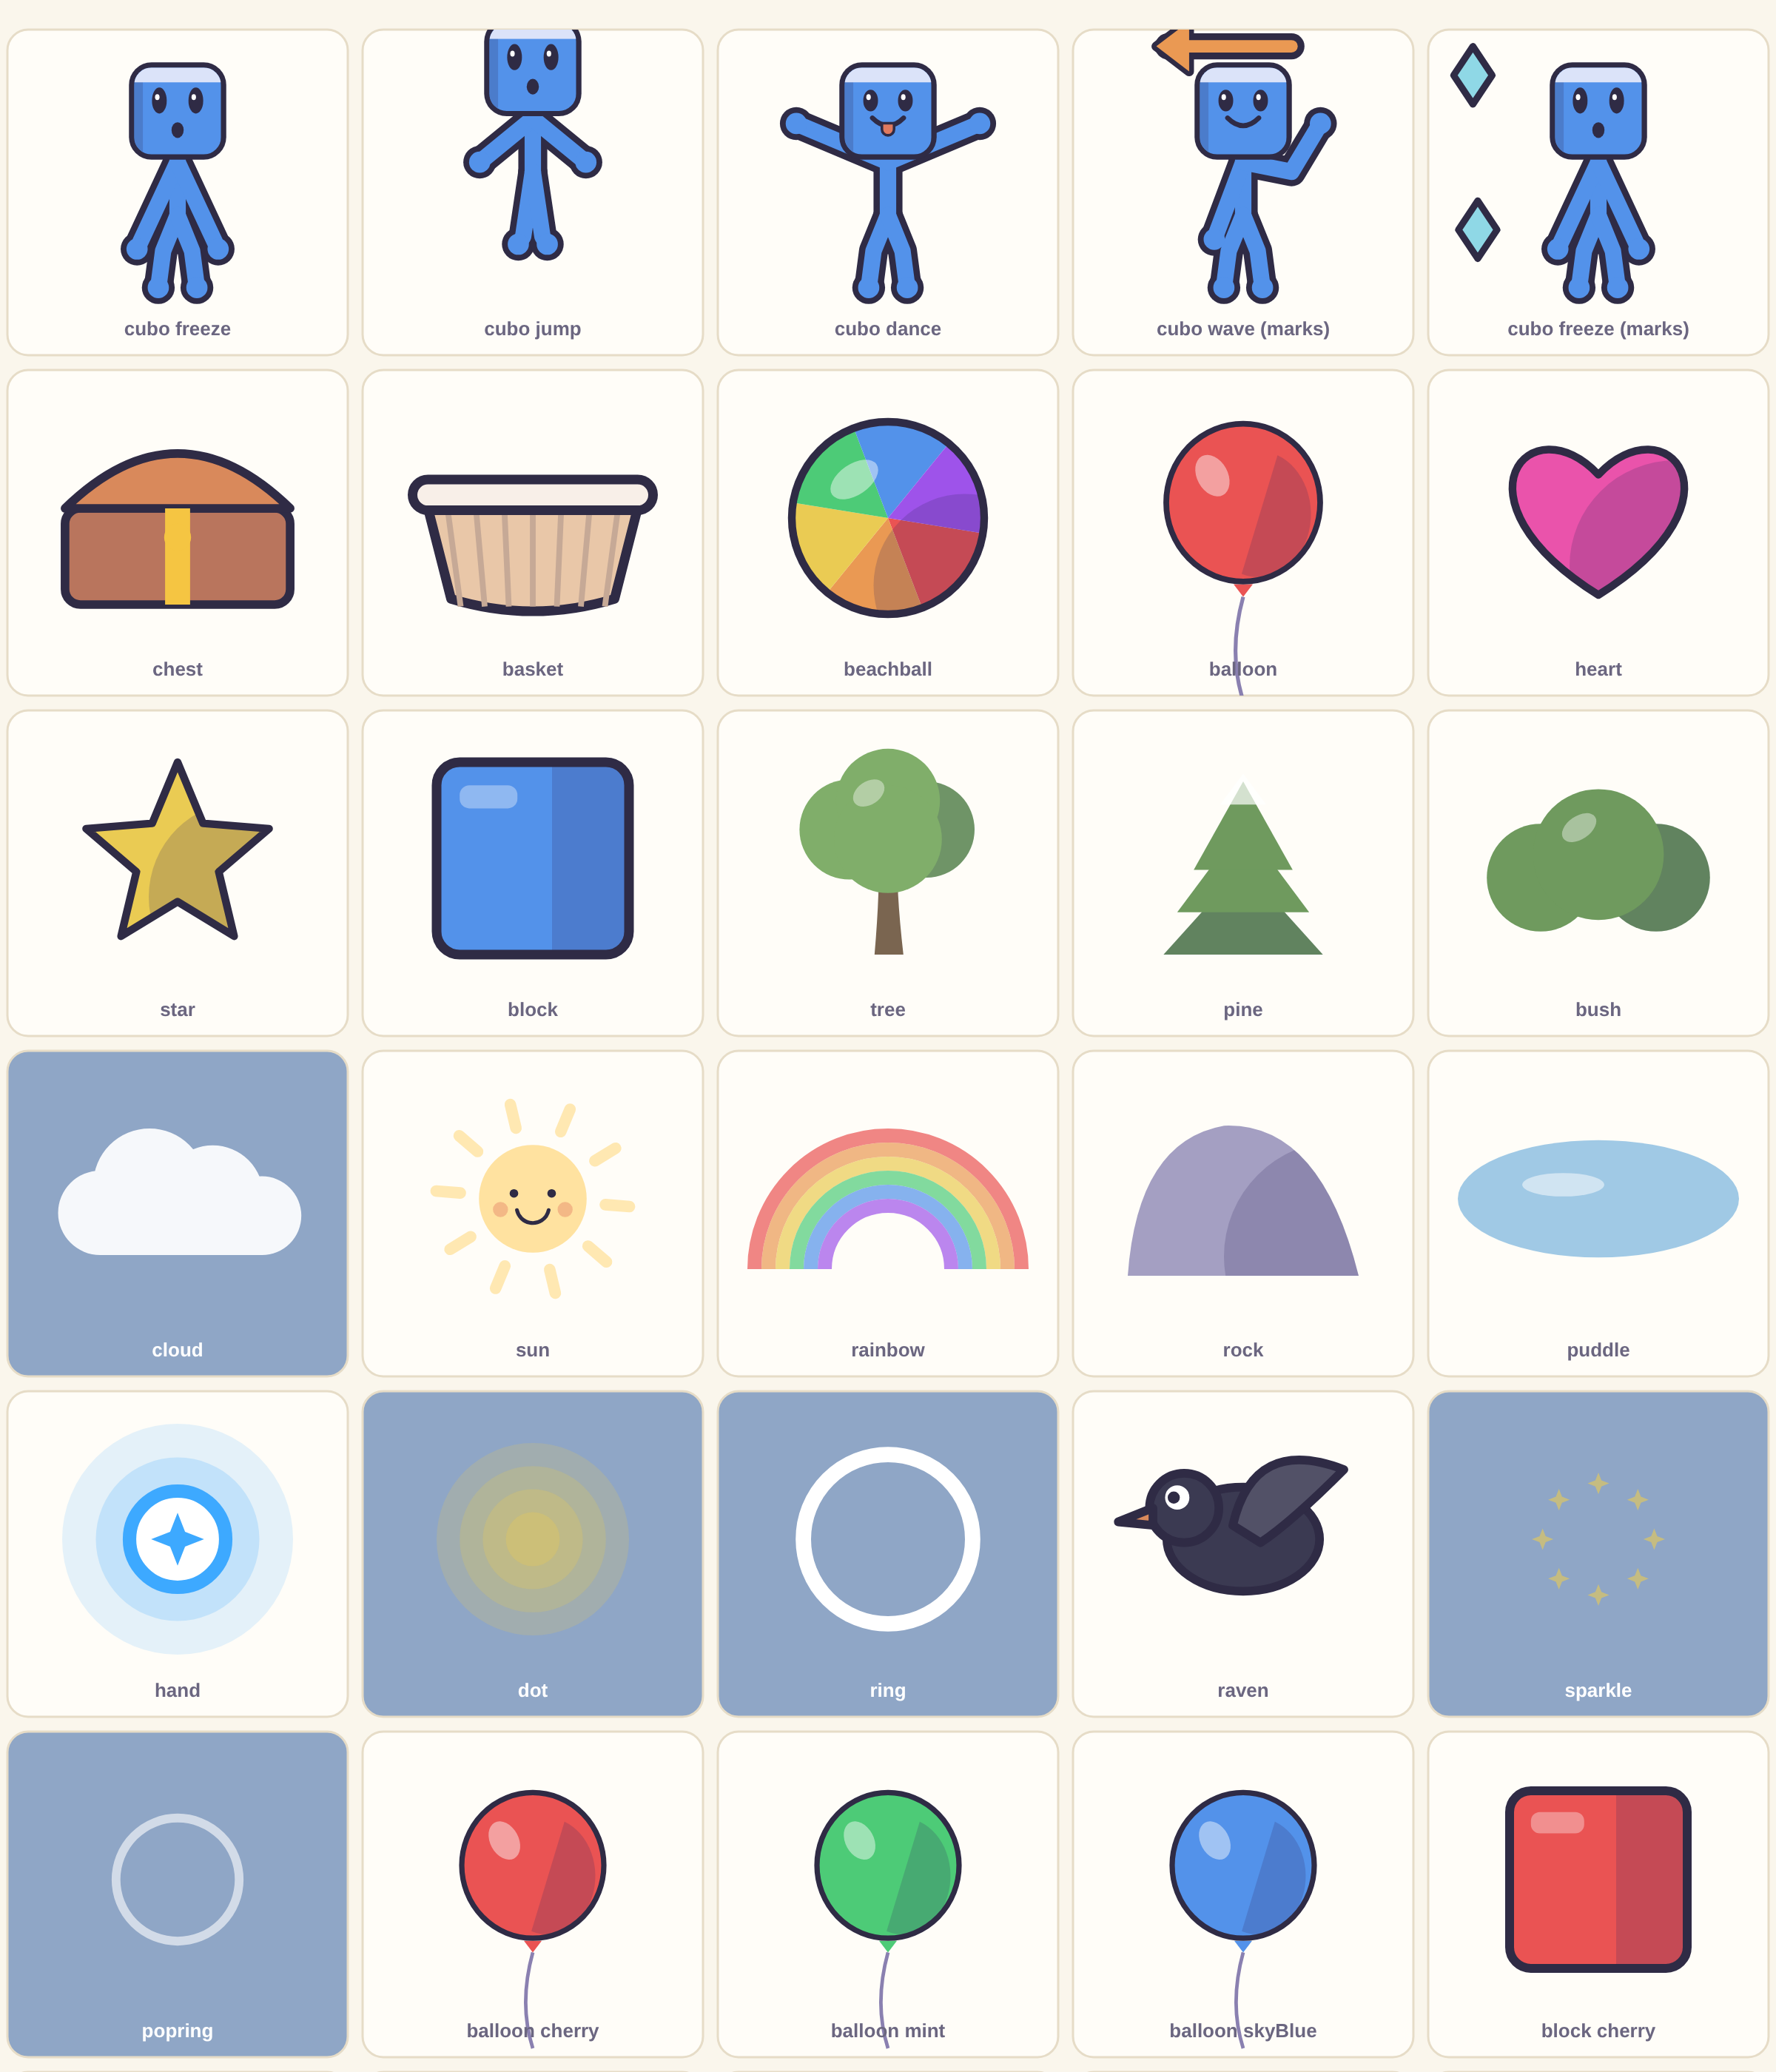 cubo freeze
cubo jump
cubo dance
cubo wave (marks)
cubo freeze (marks)
chest
basket
beachball
balloon
heart
star
block
tree
pine
bush
cloud
sun
rainbow
rock
puddle
hand
dot
ring
raven
sparkle
popring
balloon cherry
balloon mint
balloon skyBlue
block cherry